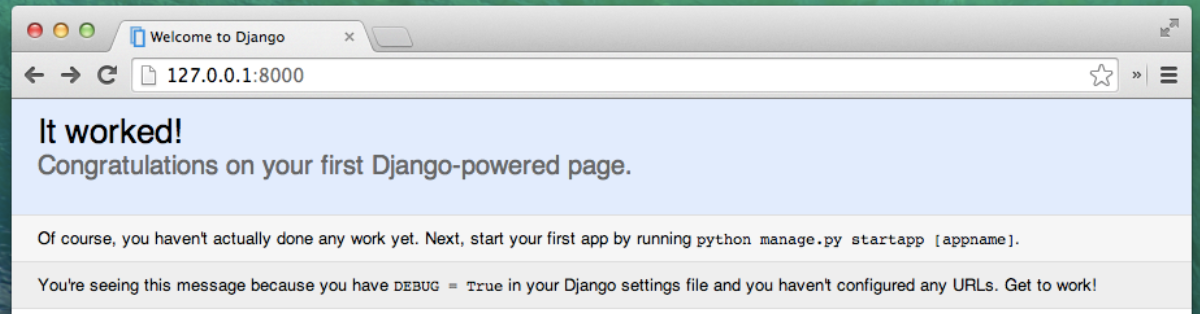 Welcome to Django
127.0.0.1:8000
It worked!
Congratulations on your first Django-powered page.
Of course, you haven't actually done any work yet. Next, start your first app by running python manage.py startapp [appname].
You're seeing this message because you have DEBUG = True in your Django settings file and you haven't configured any URLs. Get to work!